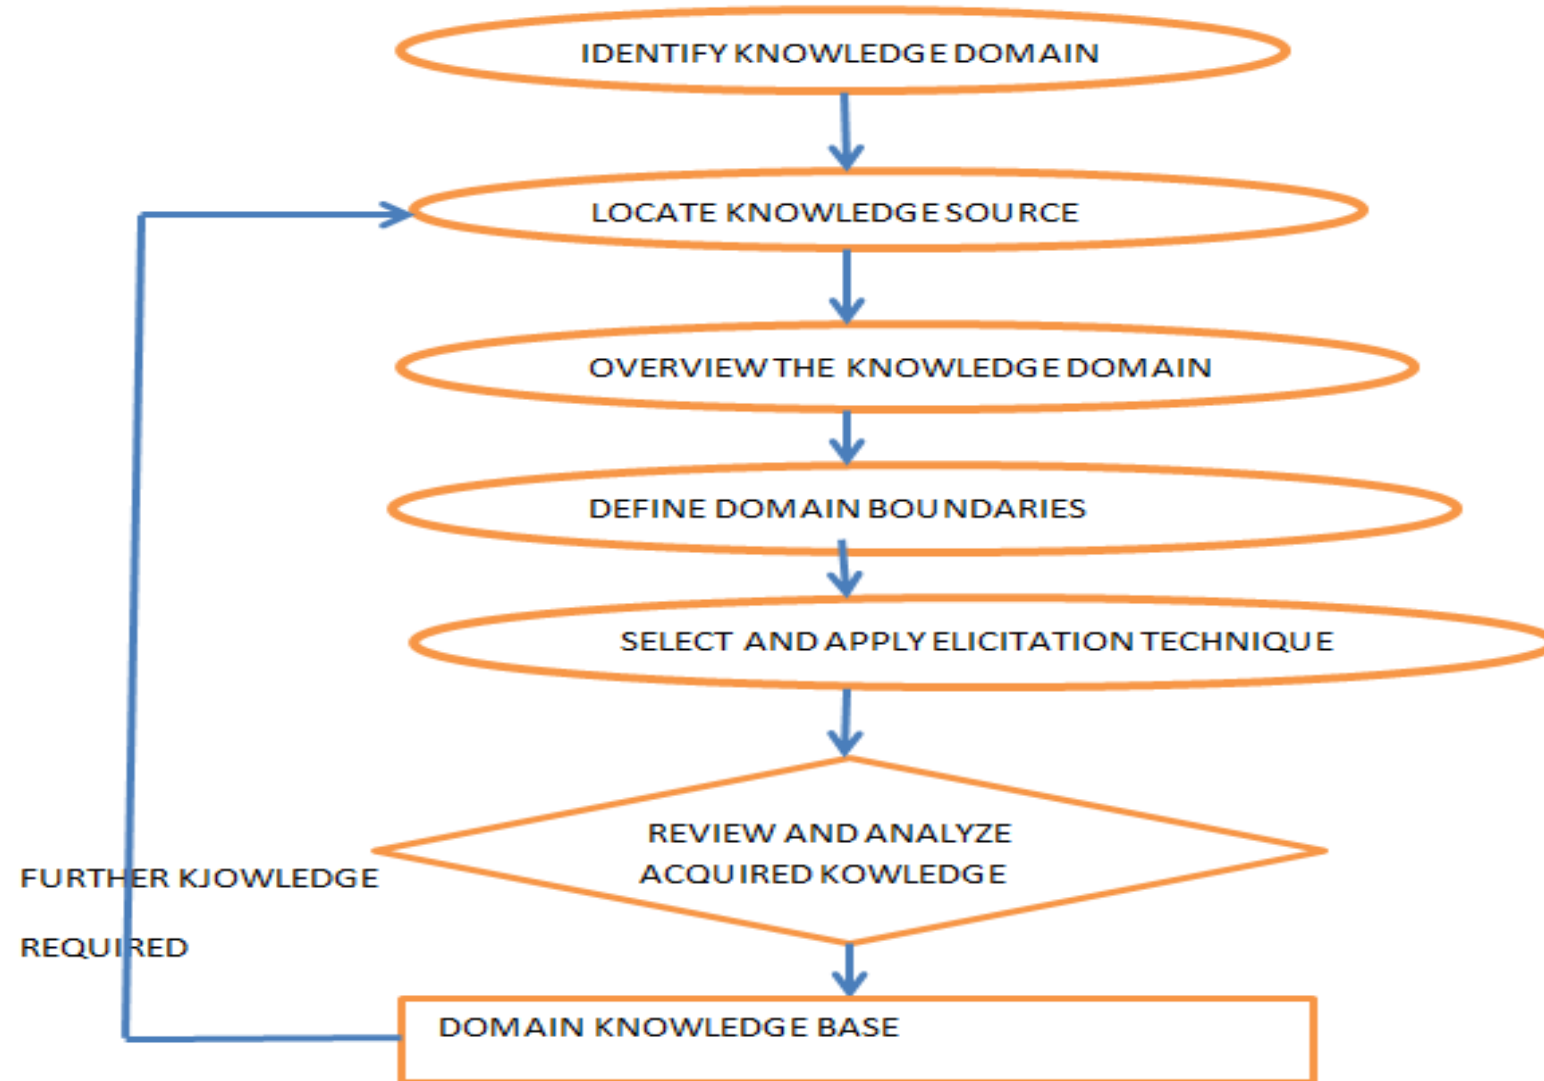 IDENTIFY KNOWLEDGE DOMAIN
LOCATE KNOWLEDGE SOURCE
OVERVIEW THE KNOWLEDGE DOMAIN
DEFINE DOMAIN BOUNDARIES
SELECT AND APPLY ELICITATION TECHNIQUE
REVIEW AND ANALYZE
ACQUIRED KOWLEDGE
FURTHER KJOWLEDGE
REQUIRED
DOMAIN KNOWLEDGE BASE